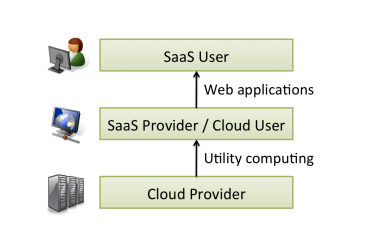 SaaS User
Web applications
SaaS Provider / Cloud User
Utility computing
Cloud Provider